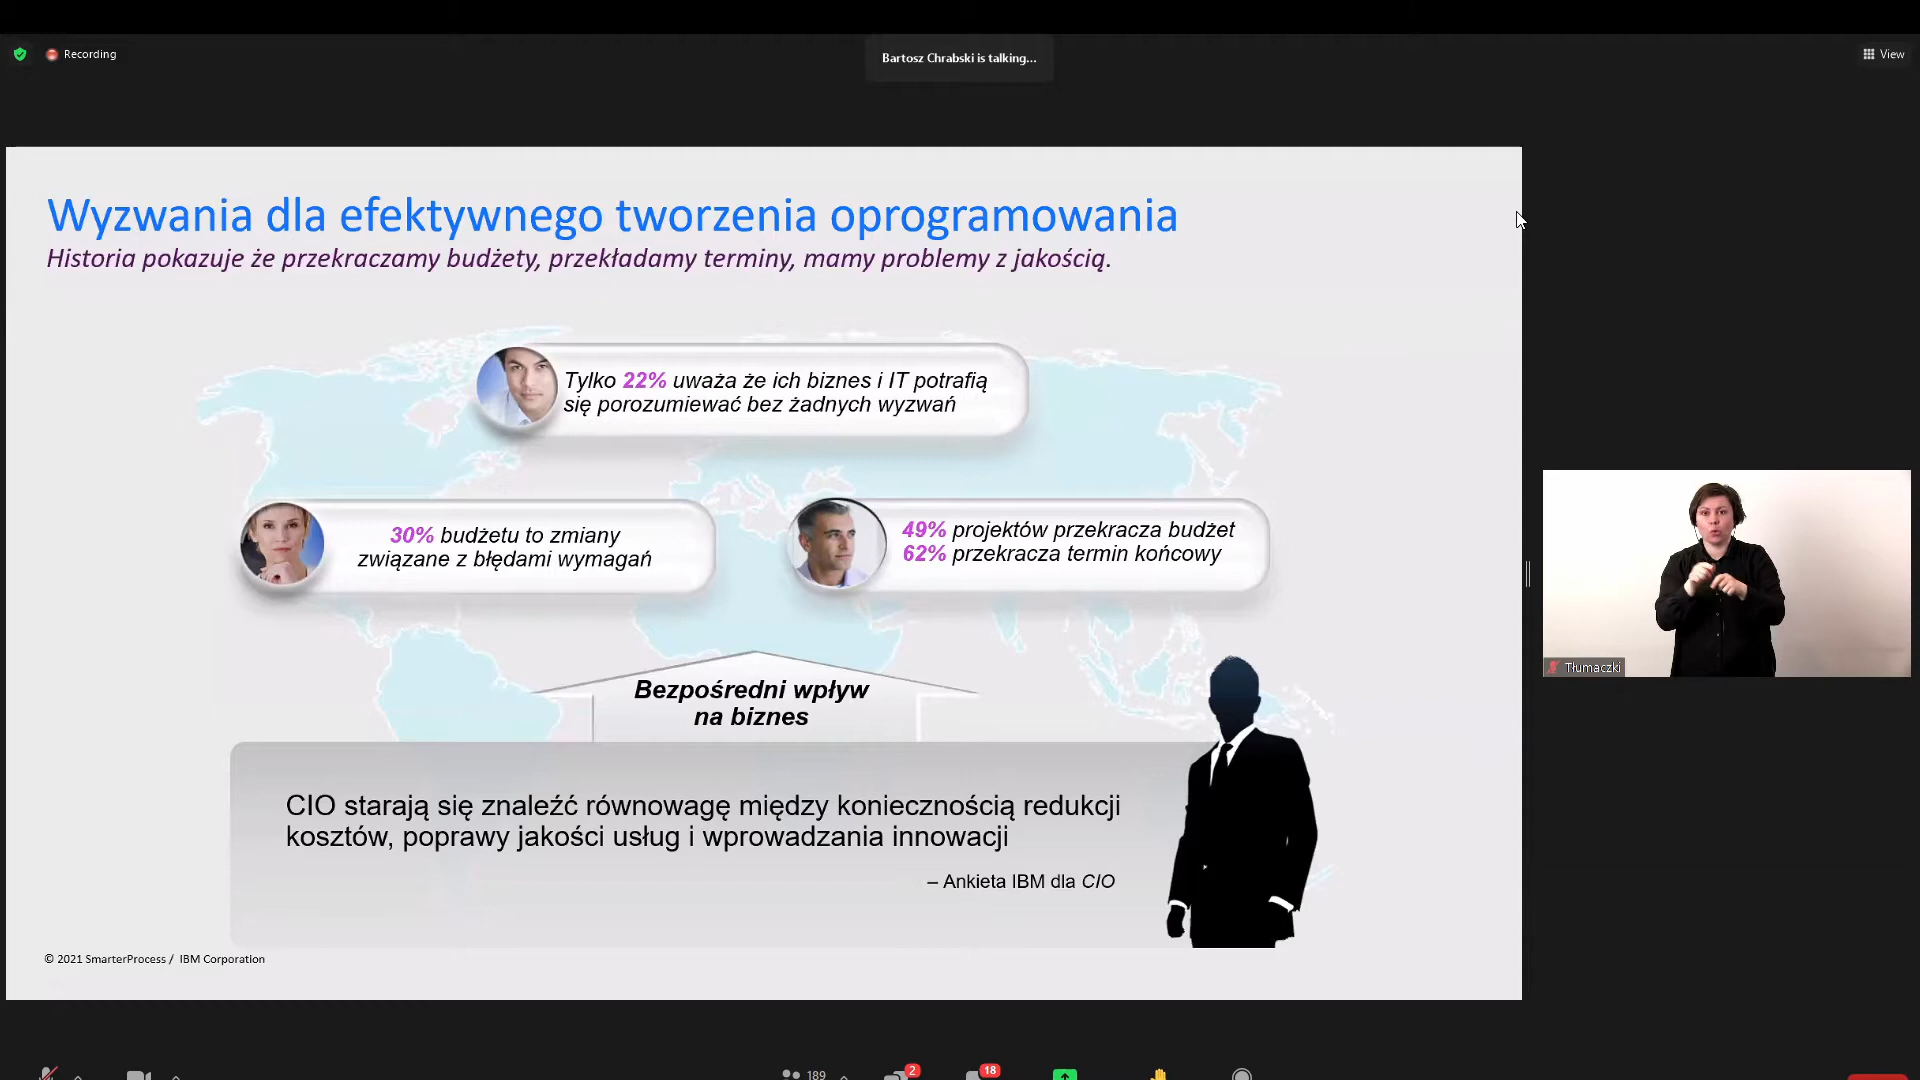 Recording
Bartosz Chrabski is talking...
View
Wyzwania dla efektywnego tworzenia oprogramowania
Historia pokazuje że przekraczamy budżety, przekładamy terminy, mamy problemy z jakością.
Tylko 22% uważa że ich biznes i IT potrafią
się porozumiewać bez żadnych wyzwań
30% budżetu to zmiany
związane z błędami wymagań
49% projektów przekracza budżet
62% przekracza termin końcowy
Bezpośredni wpływ
na biznes
CIO starają się znaleźć równowagę między koniecznością redukcji
kosztów, poprawy jakości usług i wprowadzania innowacji
– Ankieta IBM dla CIO
© 2021 SmarterProcess / IBM Corporation
Tłumaczki
189
2
18